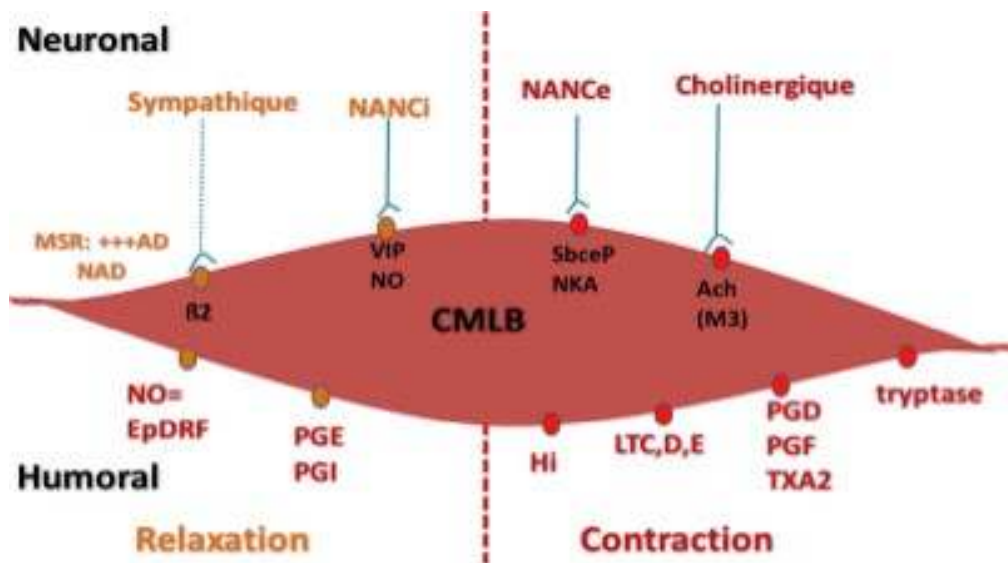 Neuronal
Sympathique
NANCi
NANCe
Cholinergique
MSR: +++AD
NAD
ß2
VIP
NO
SbceP
NKA
Ach
(M3)
CMLB
NO=
EpDRF
PGE
PGI
Hi
LTC,D,E
PGD
PGF
TXA2
tryptase
Humoral
Relaxation
Contraction